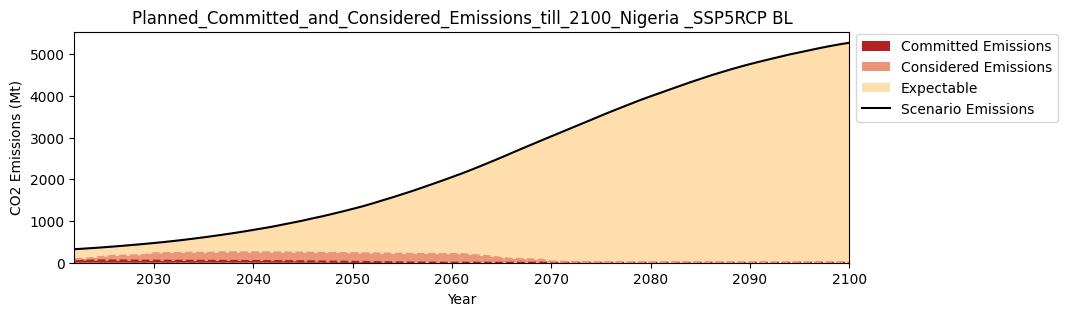 Planned_Committed_and_Considered_Emissions_till_2100_Nigeria _SSP5RCP BL
CO2 Emissions (Mt)
5000
4000
3000
2000
1000
0
2030 2040 2050 2060 2070 2080 2090 2100
Year
Committed Emissions
Considered Emissions
Expectable
Scenario Emissions